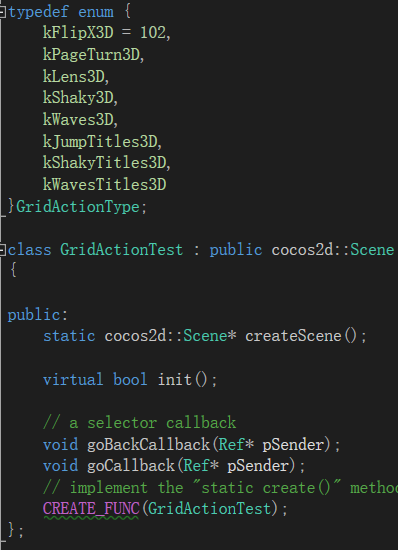 typedef enum {
    kFlipX3D = 102,
    kPageTurn3D,
    kLens3D,
    kShaky3D,
    kWaves3D,
    kJumpTitles3D,
    kShakyTitles3D,
    kWavesTitles3D
}GridActionType;
class GridActionTest : public cocos2d::Scene
{
public:
    static cocos2d::Scene* createScene();
    virtual bool init();
    // a selector callback
    void goBackCallback(Ref* pSender);
    void goCallback(Ref* pSender);
    // implement the "static create()" metho
    CREATE_FUNC(GridActionTest);
};